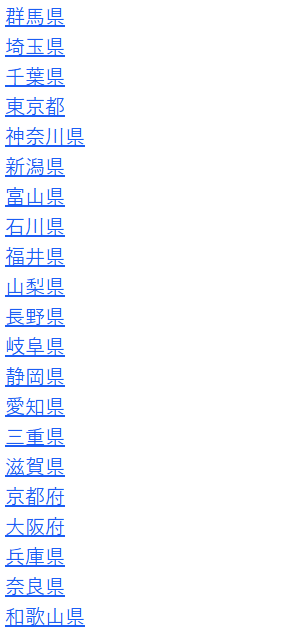 群馬県
埼玉県
千葉県
東京都
神奈川県
新潟県
富山県
石川県
福井県
山梨県
長野県
岐阜県
静岡県
愛知県
三重県
滋賀県
京都府
大阪府
兵庫県
奈良県
和歌山県